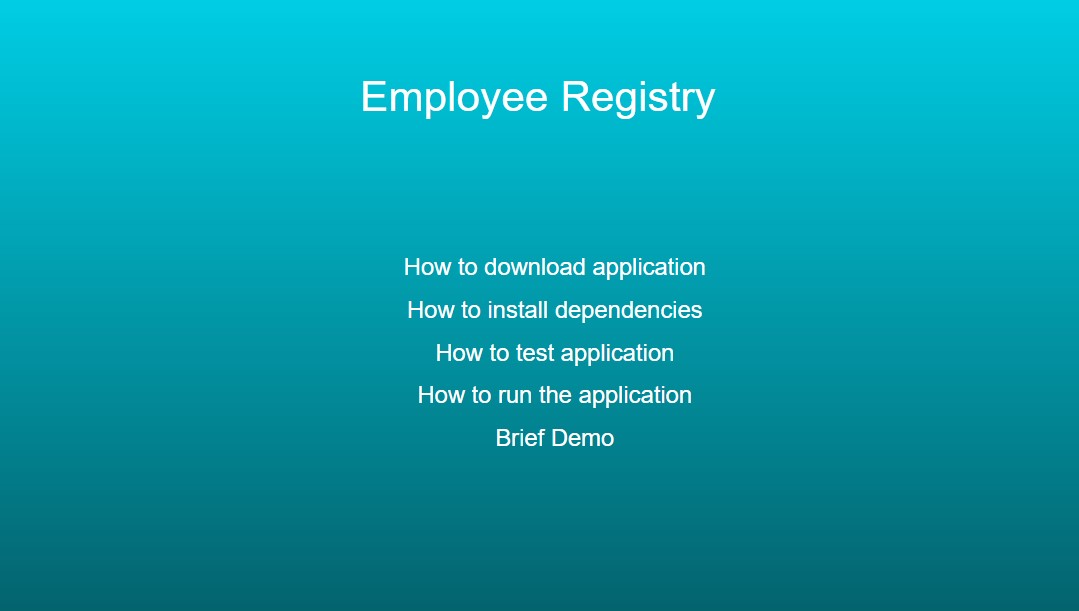 Employee Registry
How to download application
How to install dependencies
How to test application
How to run the application
Brief Demo